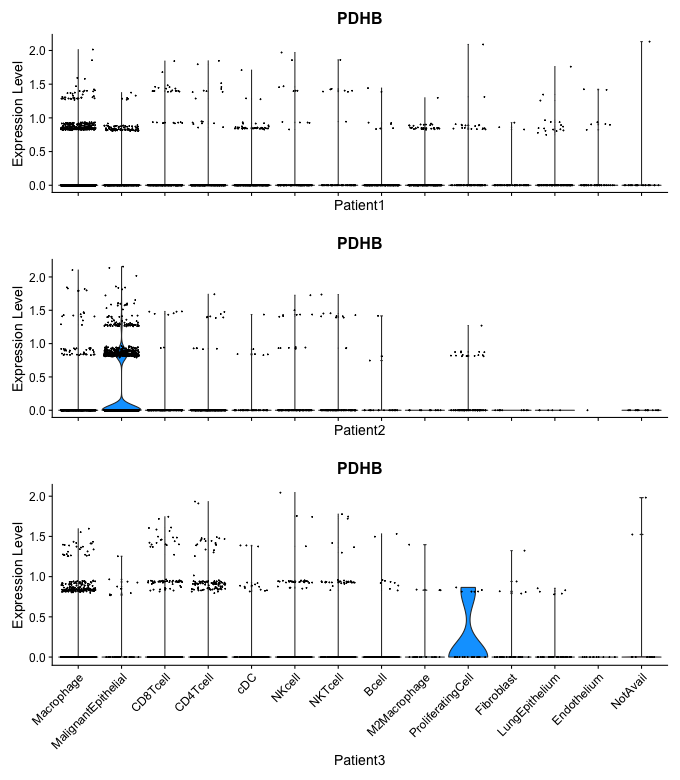 PDHB
Expression Level
2.0
1.5
1.0
0.5
0.0
Patient1
PDHB
Expression Level
2.0
1.5
1.0
0.5
0.0
Patient2
PDHB
Expression Level
2.0
1.5
1.0
0.5
0.0
Macrophage
MalignantEpithelial
CD8Tcell
CD4Tcell
cDC
NKcell
NKTcell
Bcell
M2Macrophage
ProliferatingCell
Fibroblast
LungEpithelium
Endothelium
NotAvail
Patient3